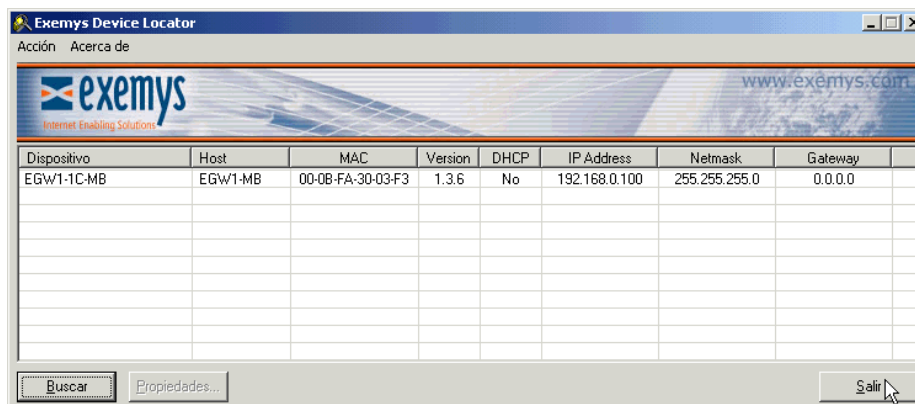 Exemys Device Locator
Acción Acerca de
www.exemys.com
exemys
Internet Enabling Solutions
Dispositivo Host MAC Version DHCP IP Address Netmask Gateway
EGW1-1C-MB EGW1-MB 00-0B-FA-30-03-F3 1.3.6 No 192.168.0.100 255.255.255.0 0.0.0.0
Buscar Propiedades... Salir